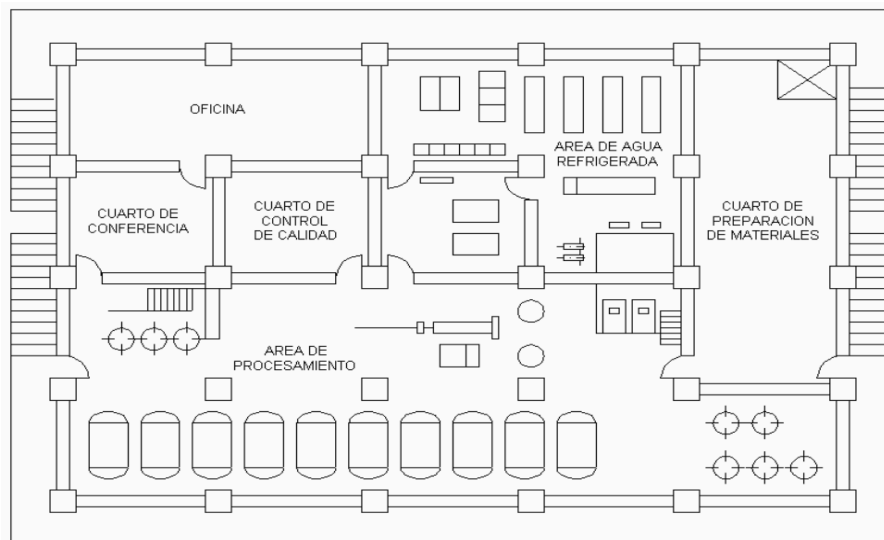 OFICINA
AREA DE AGUA
REFRIGERADA
CUARTO DE
CONFERENCIA
CUARTO DE
CONTROL
DE CALIDAD
CUARTO DE
PREPARACION
DE MATERIALES
AREA DE
PROCESAMIENTO